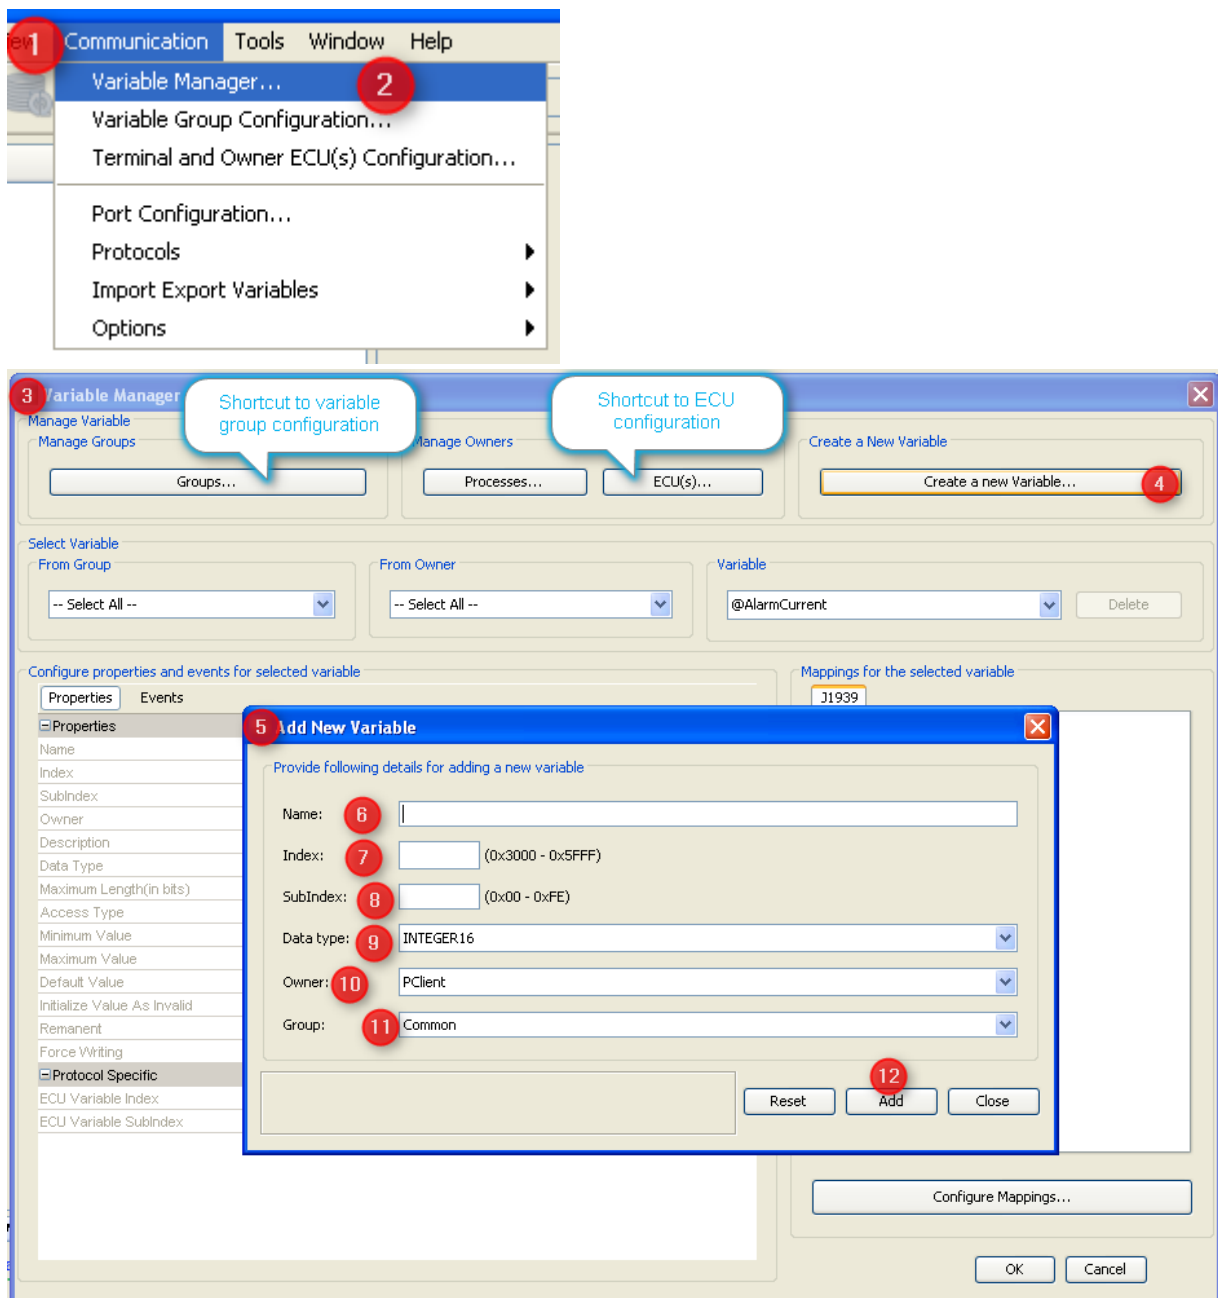 ew Communication Tools Window Help
1
Variable Manager...
2
Variable Group Configuration...
Terminal and Owner ECU(s) Configuration...
Port Configuration...
Protocols
Import Export Variables
Options
3 Variable Manager
Shortcut to variable
group configuration
Shortcut to ECU
configuration
Manage Variable
Manage Groups
Manage Owners
Create a New Variable
Groups...
Processes...
ECU(s)...
Create a new Variable...
4
Select Variable
From Group
From Owner
Variable
-- Select All --
-- Select All --
@AlarmCurrent
Delete
Configure properties and events for selected variable
Mappings for the selected variable
Properties
Events
J1939
Properties
Name
Index
SubIndex
Owner
Description
Data Type
Maximum Length(in bits)
Access Type
Minimum Value
Maximum Value
Default Value
Initialize Value As Invalid
Remanent
Force Writing
Protocol Specific
ECU Variable Index
ECU Variable SubIndex
5 Add New Variable
Provide following details for adding a new variable
Name: 6
Index: 7 (0x3000 - 0x5FFF)
SubIndex: 8 (0x00 - 0xFE)
Data type: 9 INTEGER16
Owner: 10 PClient
Group: 11 Common
12
Reset
Add
Close
Configure Mappings...
OK
Cancel